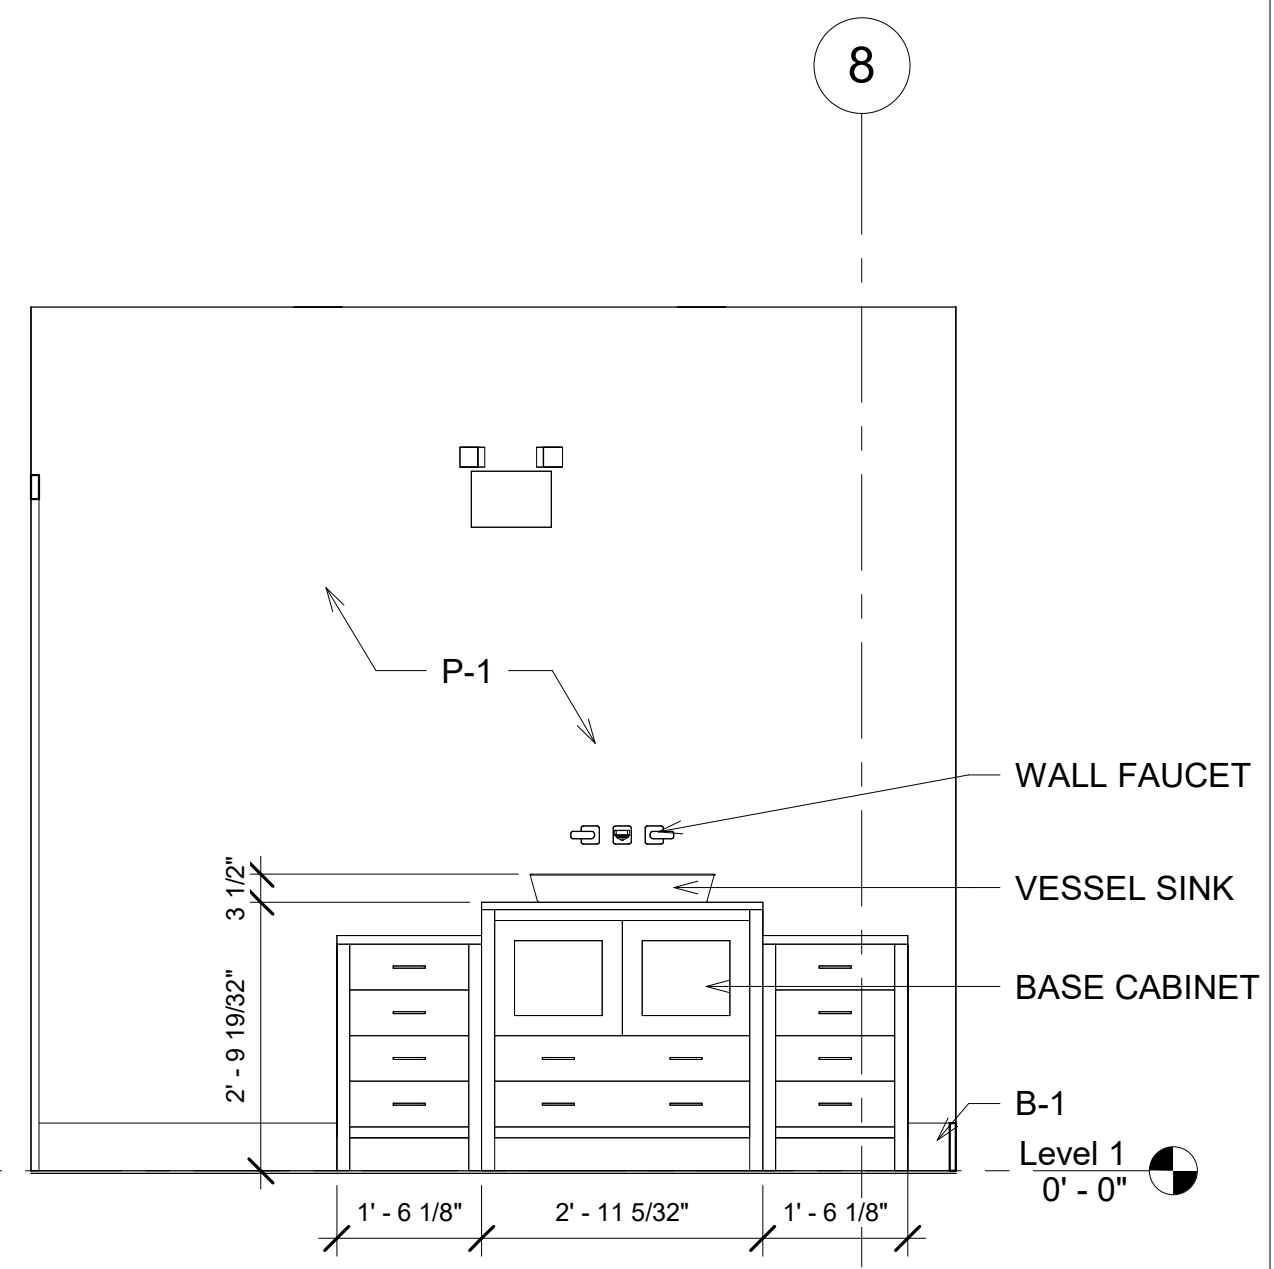 8
P-1
WALL FAUCET
VESSEL SINK
BASE CABINET
B-1
Level 1
0' - 0"
3 1/2"
2' - 9 19/32"
1' - 6 1/8"
2' - 11 5/32"
1' - 6 1/8"